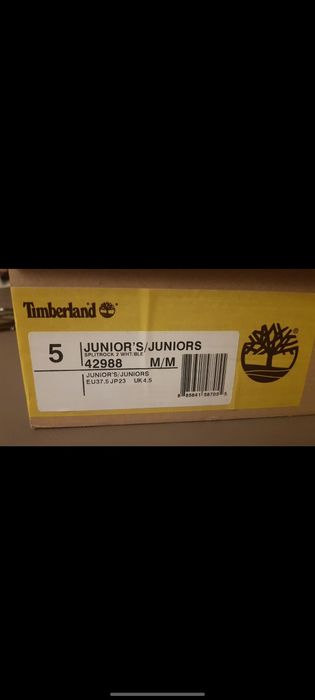 Timberland ®
5
JUNIOR'S/JUNIORS
SPLITROCK 2 WHT/BLE
42988 M/M
JUNIOR'S/JUNIORS
EU37.5 JP23 UK4.5